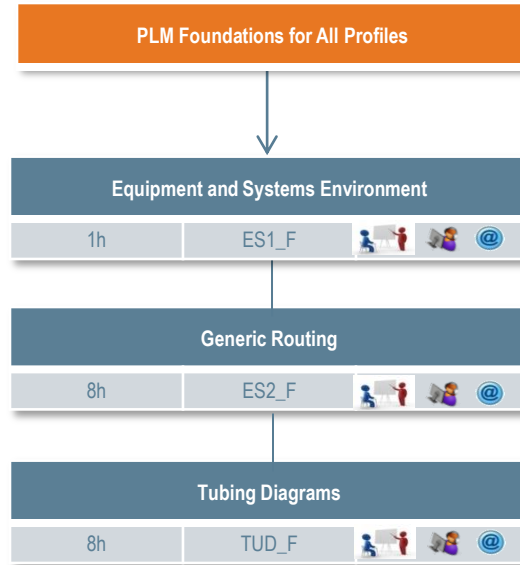 PLM Foundations for All Profiles
Equipment and Systems Environment
1h ES1_F @
Generic Routing
8h ES2_F @
Tubing Diagrams
8h TUD_F @